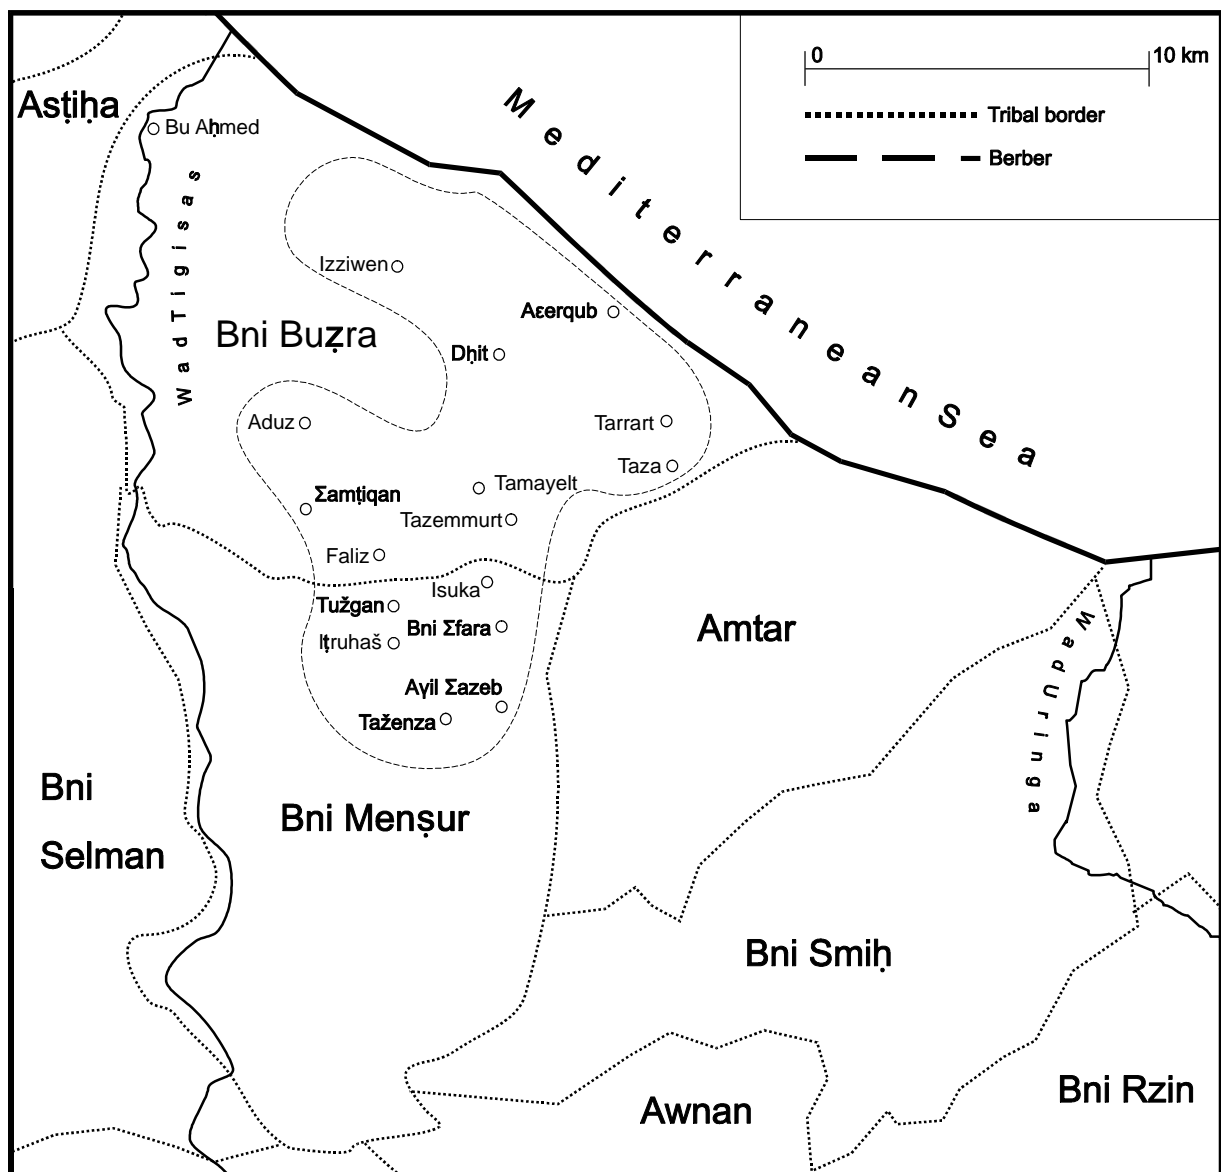 0 10 km
Tribal border
Berber
Mediterranean Sea
Asṭiḥa
Bu Aḥmed
Wad Tigisas
Izziwen
Aεerqub
Bni Buẓra
Dḥit
Aduz
Tarrart
Taza
Tamayelt
Σamṭiqan
Tazemmurt
Faliz
Isuka
Tužgan
Bni Σfara
Iṭruhaš
Amtar
Wad Uringa
Aγil Σazeb
Taženza
Bni
Selman
Bni Menṣur
Bni Smiḥ
Bni Rzin
Awnan